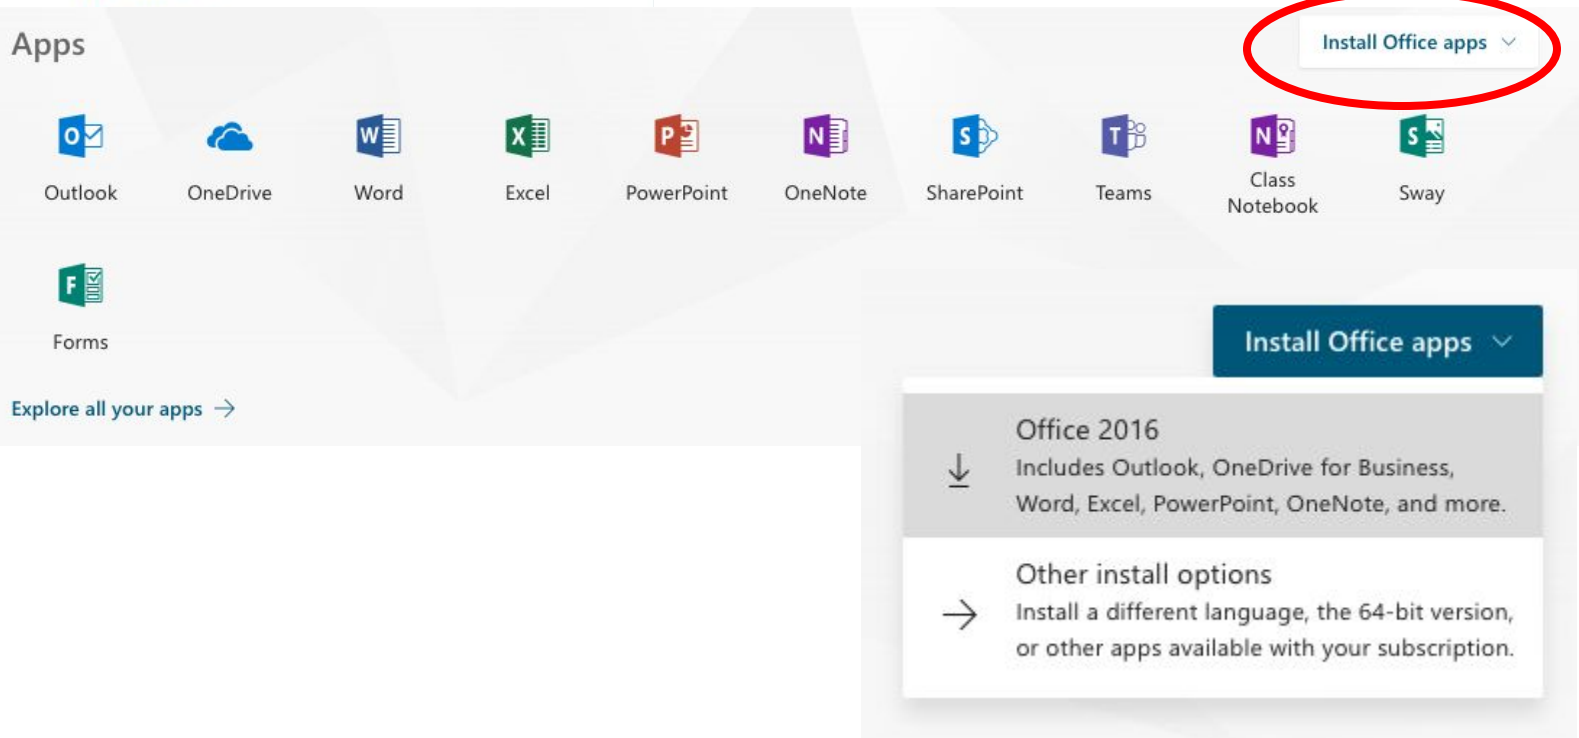 Apps
Install Office apps
O
W
X
P
N
S
T
N
S
Outlook
OneDrive
Word
Excel
PowerPoint
OneNote
SharePoint
Teams
Class
Notebook
Sway
F
Forms
Explore all your apps →
Install Office apps
Office 2016
Includes Outlook, OneDrive for Business,
Word, Excel, PowerPoint, OneNote, and more.
Other install options
Install a different language, the 64-bit version,
or other apps available with your subscription.